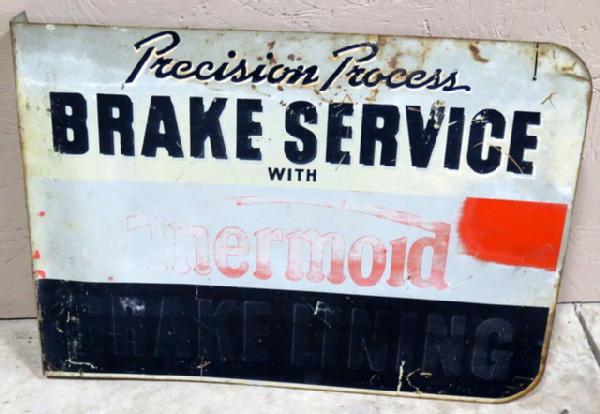 Precision Process
BRAKE SERVICE
WITH
Thermoid
BRAKE LINING